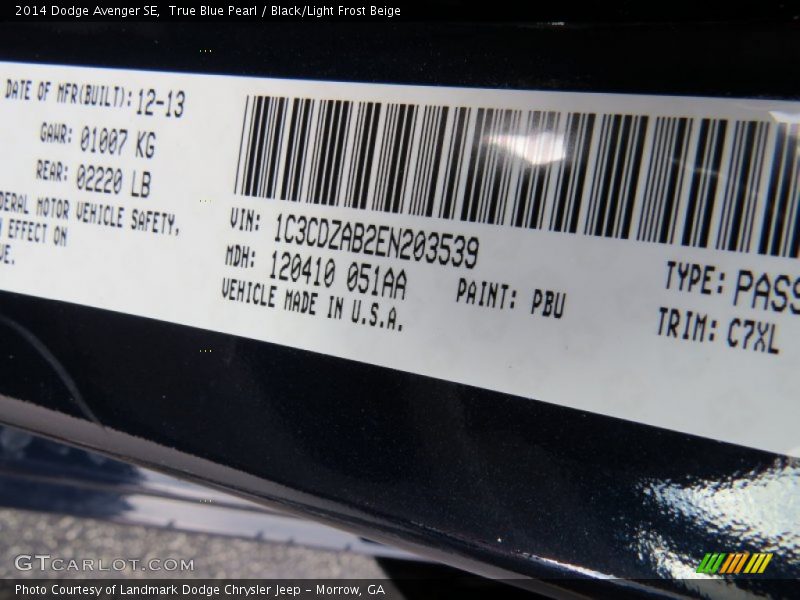 2014 Dodge Avenger SE,  True Blue Pearl / Black/Light Frost Beige
DATE OF MFR(BUILT): 12-13
GAWR: 01007 KG
REAR: 02220 LB
DERAL MOTOR VEHICLE SAFETY,
EFFECT ON
VE.
VIN: 1C3CDZAB2EN203539
MDH: 120410 051AA
PAINT: PBU
VEHICLE MADE IN U.S.A.
TYPE: PASS
TRIM: C7XL
GTCARLOT.COM
Photo Courtesy of Landmark Dodge Chrysler Jeep - Morrow, GA